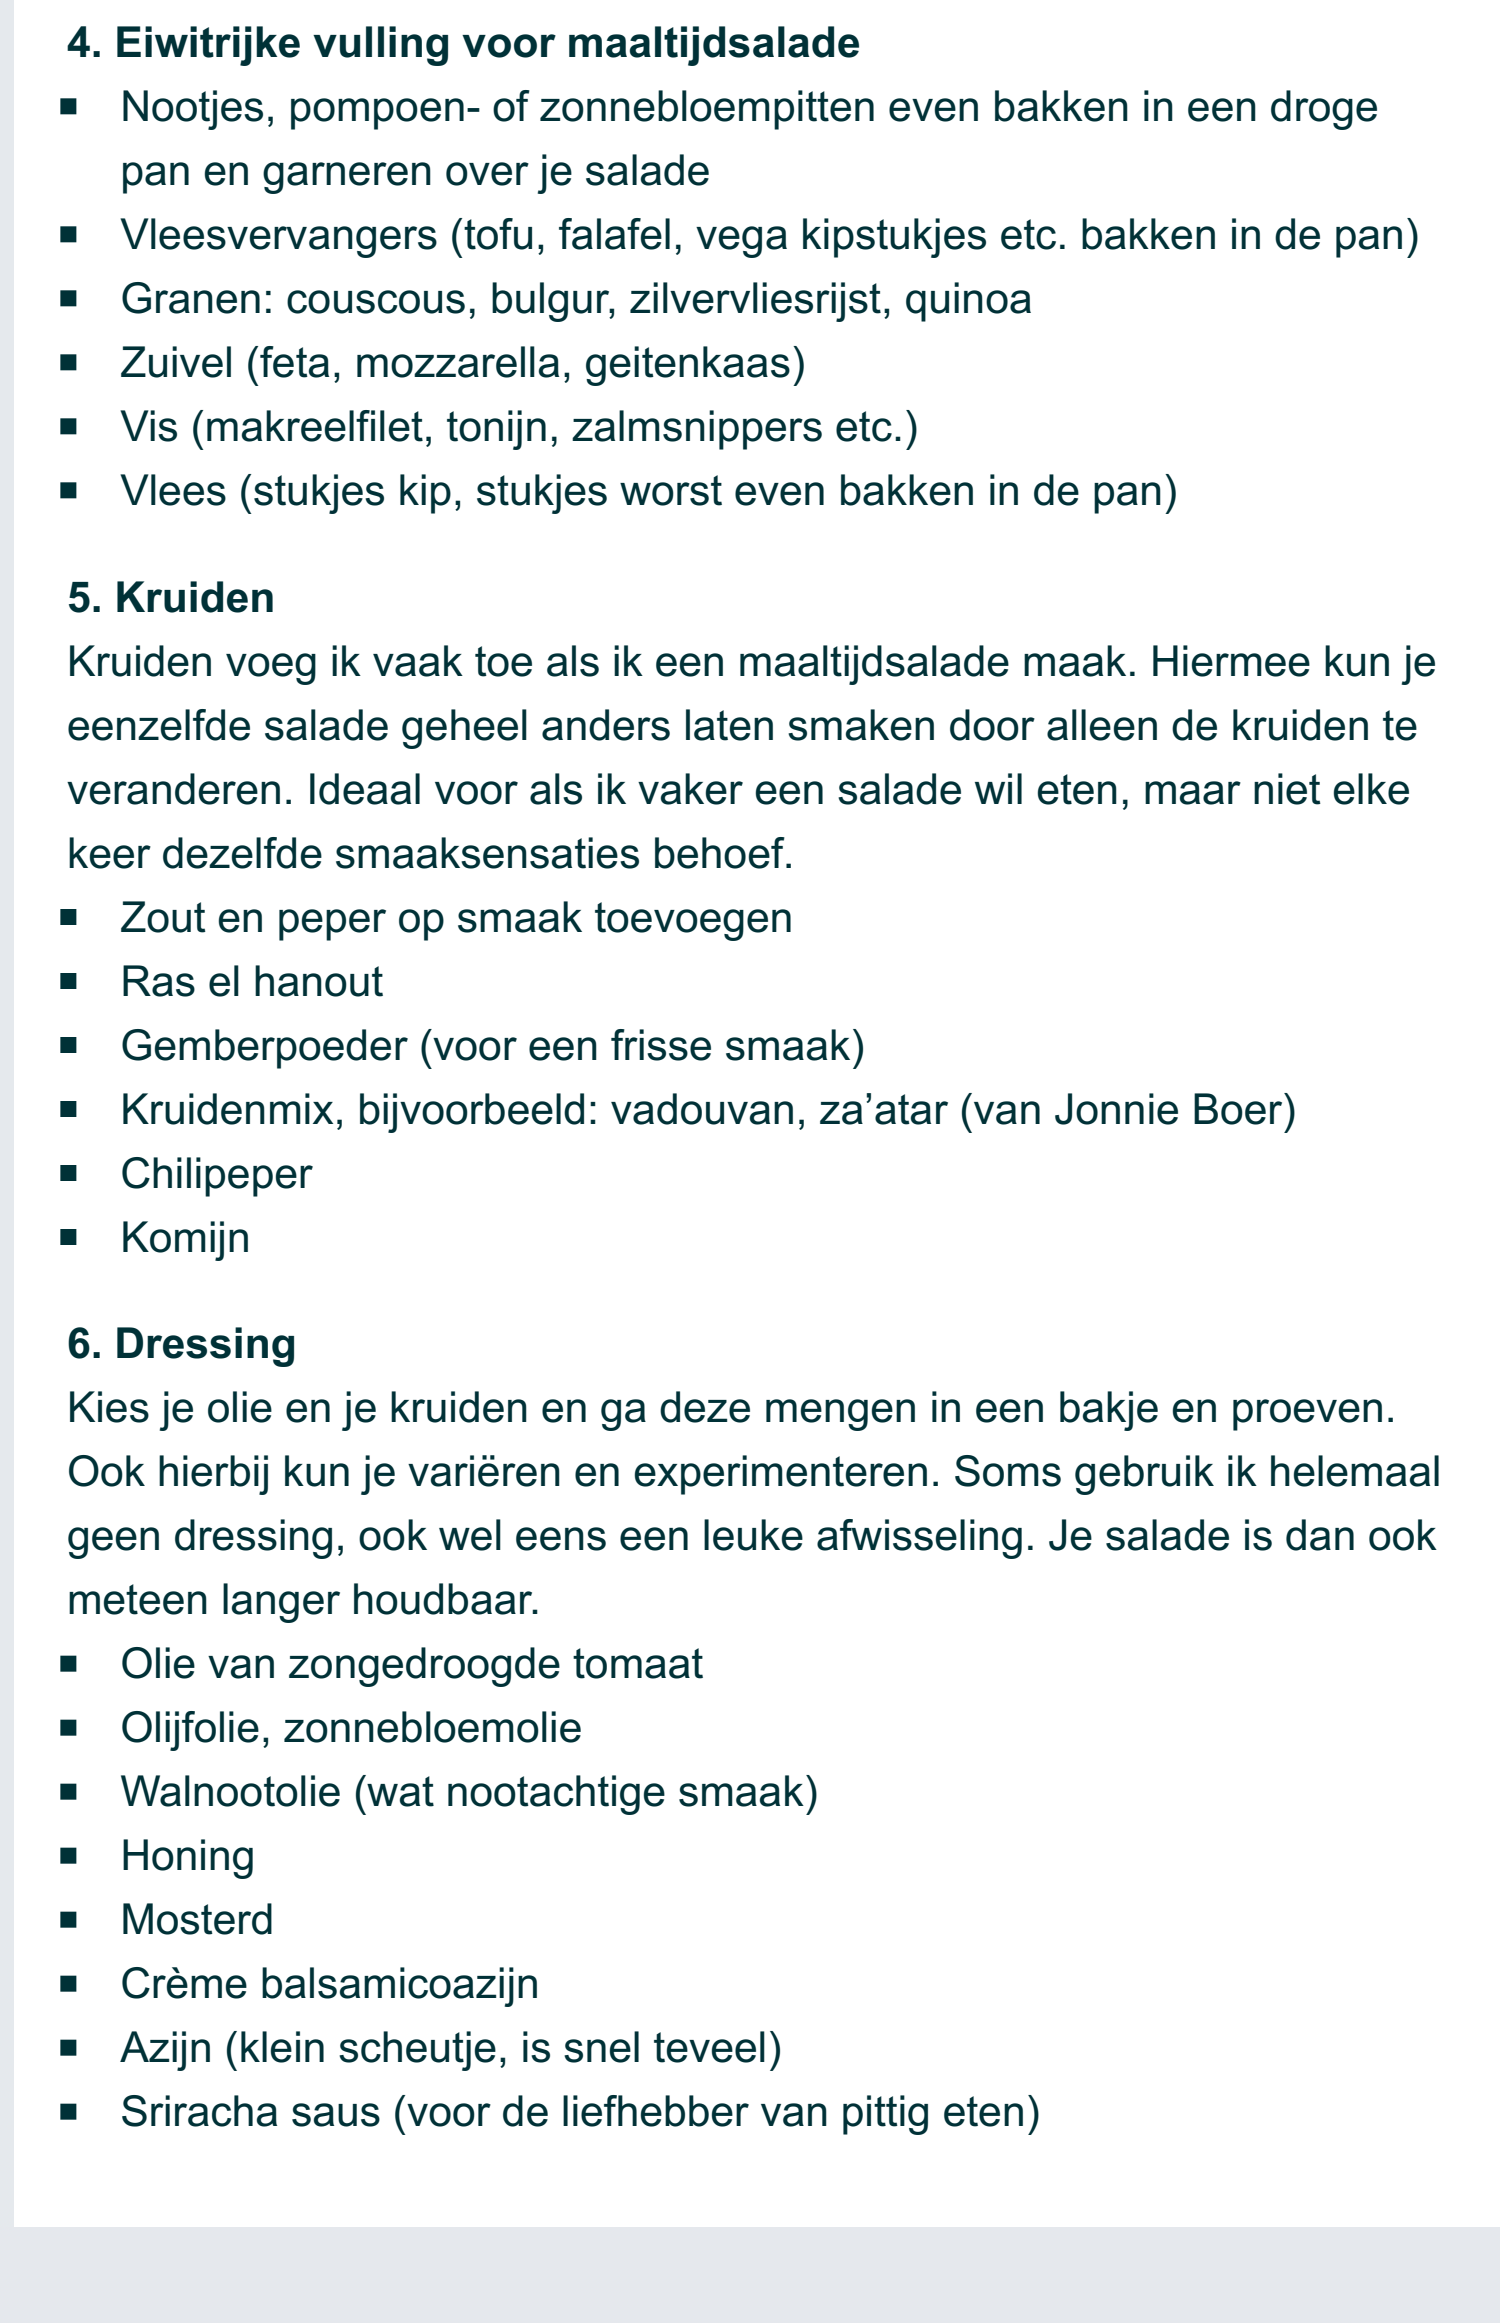 4. Eiwitrijke vulling voor maaltijdsalade
▪ Nootjes, pompoen- of zonnebloempitten even bakken in een droge
pan en garneren over je salade
▪ Vleesvervangers (tofu, falafel, vega kipstukjes etc. bakken in de pan)
▪ Granen: couscous, bulgur, zilvervliesrijst, quinoa
▪ Zuivel (feta, mozzarella, geitenkaas)
▪ Vis (makreelfilet, tonijn, zalmsnippers etc.)
▪ Vlees (stukjes kip, stukjes worst even bakken in de pan)
5. Kruiden
Kruiden voeg ik vaak toe als ik een maaltijdsalade maak. Hiermee kun je
eenzelfde salade geheel anders laten smaken door alleen de kruiden te
veranderen. Ideaal voor als ik vaker een salade wil eten, maar niet elke
keer dezelfde smaaksensaties behoef.
▪ Zout en peper op smaak toevoegen
▪ Ras el hanout
▪ Gemberpoeder (voor een frisse smaak)
▪ Kruidenmix, bijvoorbeeld: vadouvan, za’atar (van Jonnie Boer)
▪ Chilipeper
▪ Komijn
6. Dressing
Kies je olie en je kruiden en ga deze mengen in een bakje en proeven.
Ook hierbij kun je variëren en experimenteren. Soms gebruik ik helemaal
geen dressing, ook wel eens een leuke afwisseling. Je salade is dan ook
meteen langer houdbaar.
▪ Olie van zongedroogde tomaat
▪ Olijfolie, zonnebloemolie
▪ Walnootolie (wat nootachtige smaak)
▪ Honing
▪ Mosterd
▪ Crème balsamicoazijn
▪ Azijn (klein scheutje, is snel teveel)
▪ Sriracha saus (voor de liefhebber van pittig eten)